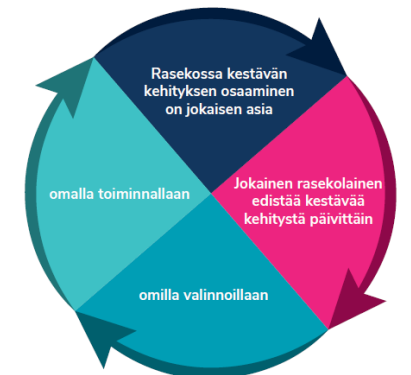 Rasekossa kestävän
kehityksen osaaminen
on jokaisen asia
Jokainen rasekolainen
edistää kestävää
kehitystä päivittäin
omilla valinnoillaan
omalla toiminnallaan